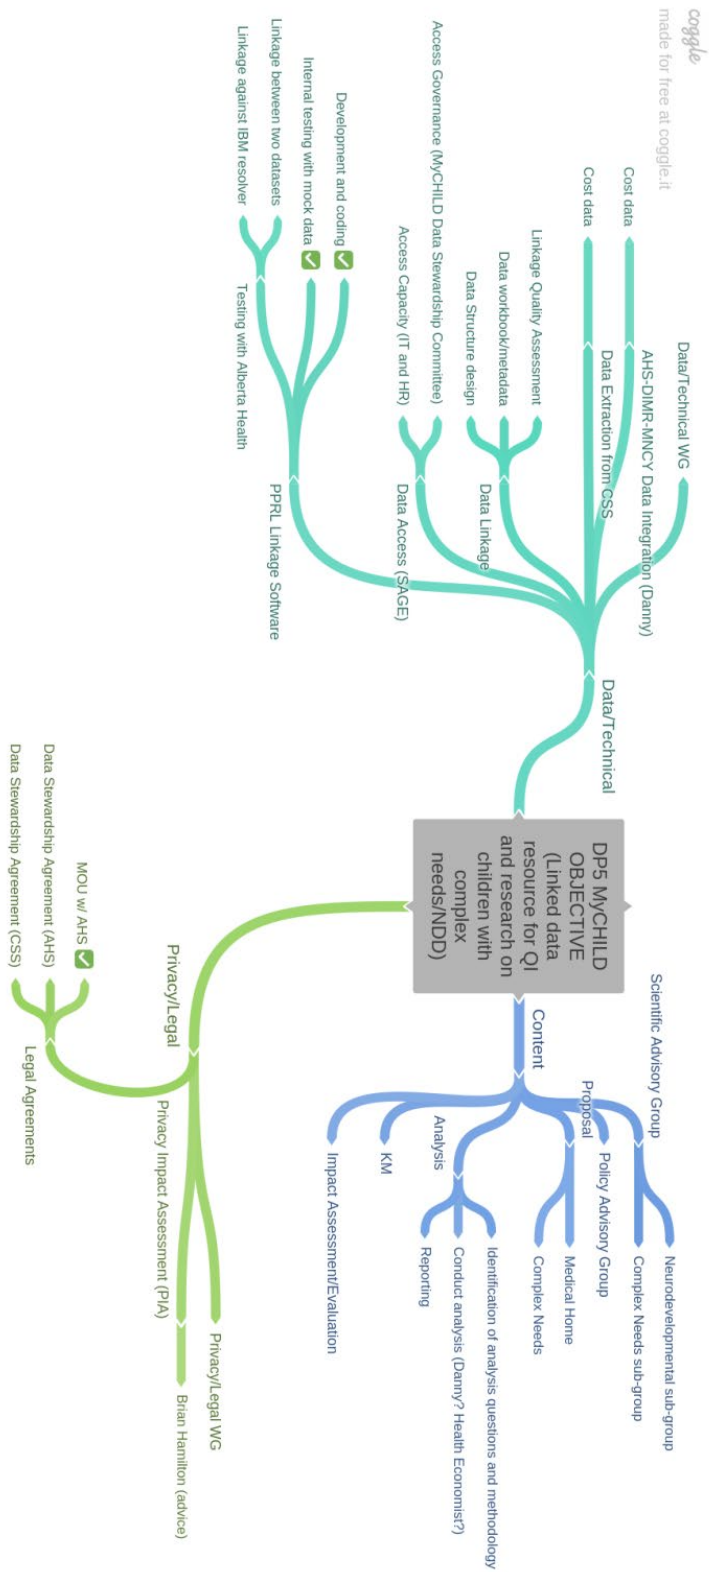 coggle
made for free at coggle.it
Data/Technical WG
AHS-DIMR-MNCY Data Integration (Danny)
Cost data
Data Extraction from CSS
Cost data
Linkage Quality Assessment
Data workbook/metadata
Data Structure design
Data Linkage
Access Governance (MyCHILD Data Stewardship Committee)
Access Capacity (IT and HR)
Data Access (SAGE)
Development and coding ✅
Internal testing with mock data ✅
Linkage between two datasets
Linkage against IBM resolver
Testing with Alberta Health
PPRL Linkage Software
Data/Technical
DP5 MyCHILD
OBJECTIVE
(Linked data
resource for QI
and research on
children with
complex
needs/NDD)
Content
Scientific Advisory Group
Neurodevelopmental sub-group
Complex Needs sub-group
Policy Advisory Group
Proposal
Medical Home
Complex Needs
Analysis
Identification of analysis questions and methodology
Conduct analysis (Danny? Health Economist?)
Reporting
KM
Impact Assessment/Evaluation
Privacy/Legal
Privacy/Legal WG
Privacy Impact Assessment (PIA)
Brian Hamilton (advice)
Legal Agreements
MOU w/ AHS ✅
Data Stewardship Agreement (AHS)
Data Stewardship Agreement (CSS)